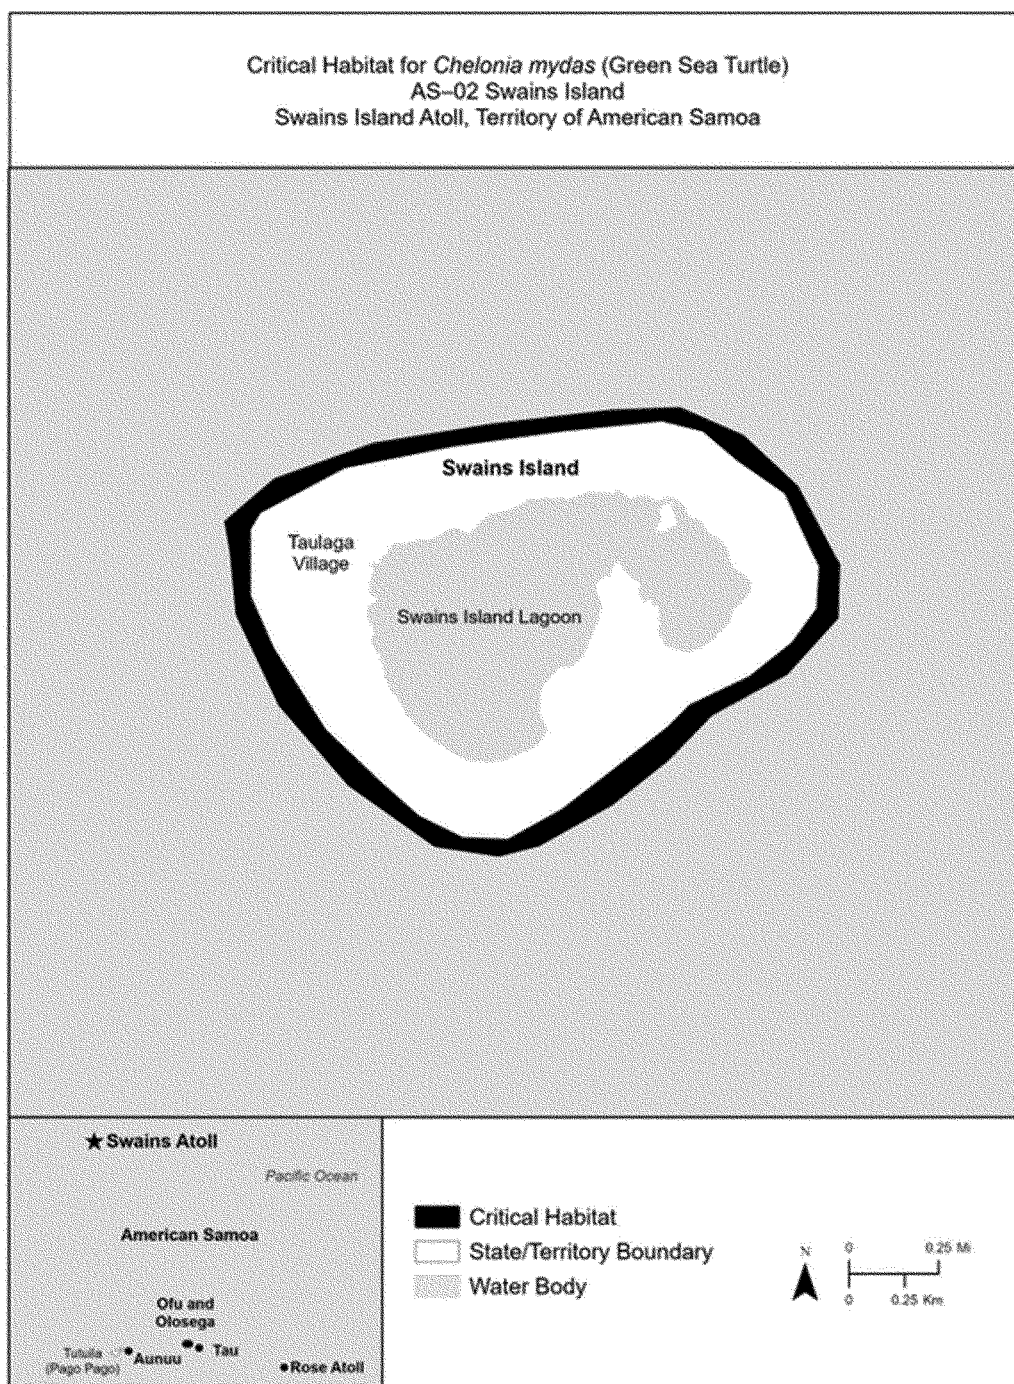 Critical Habitat for Chelonia mydas (Green Sea Turtle)
AS–02 Swains Island
Swains Island Atoll, Territory of American Samoa
Swains Island
Taulaga
Village
Swains Island Lagoon
Swains Atoll
Pacific Ocean
American Samoa
Ofu and
Olosega
Tutuila
(Pago Pago)
Aunuu
Tau
Rose Atoll
Critical Habitat
State/Territory Boundary
Water Body
N
0 0.25 Mi
0 0.25 Km